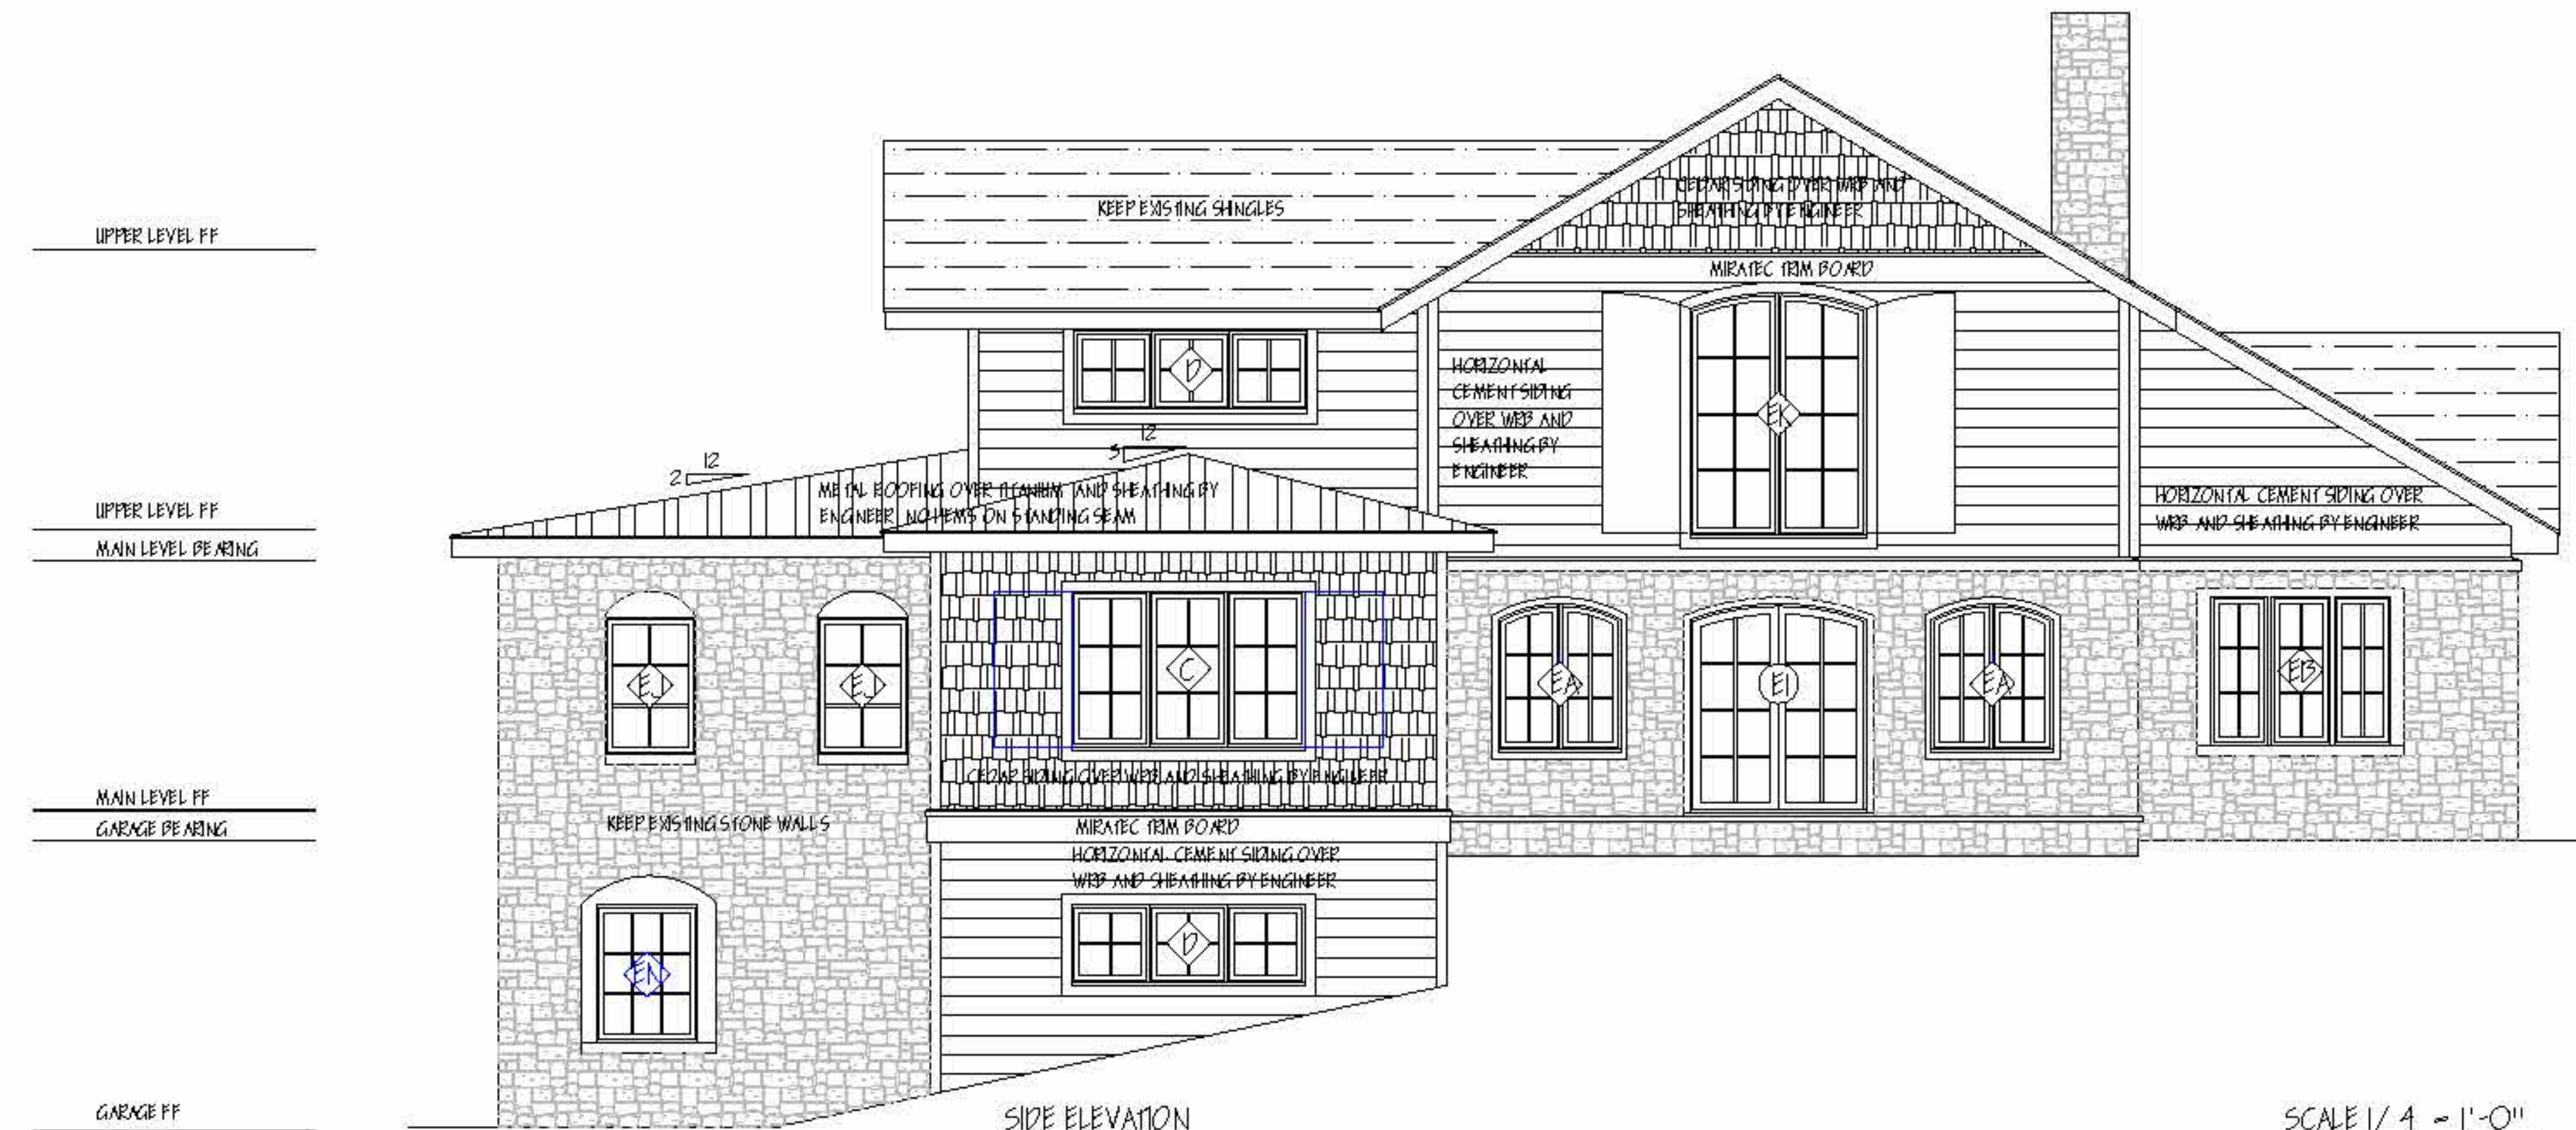 UPPER LEVEL FF
UPPER LEVEL FF
MAIN LEVEL BEARING
MAIN LEVEL FF
GARAGE BEARING
GARAGE FF
KEEP EXISTING SHINGLES
CEDAR SIDING OVER WRB AND
SHEATHING BY ENGINEER
MIRATEC TRIM BOARD
D
EK
HORIZONTAL
CEMENT SIDING
OVER WRB AND
SHEATHING BY
ENGINEER
12
2
12
3
METAL ROOFING OVER TITANIUM AND SHEATHING BY
ENGINEER NO HEMS ON STANDING SEAM
HORIZONTAL CEMENT SIDING OVER
WRB AND SHEATHING BY ENGINEER
EJ
EJ
C
EA
E1
EA
EB
CEDAR SIDING OVER WRB AND SHEATHING BY ENGINEER
KEEP EXISTING STONE WALLS
MIRATEC TRIM BOARD
HORIZONTAL CEMENT SIDING OVER
WRB AND SHEATHING BY ENGINEER
EN
D
SIDE ELEVATION
SCALE 1/4 = 1'-0"